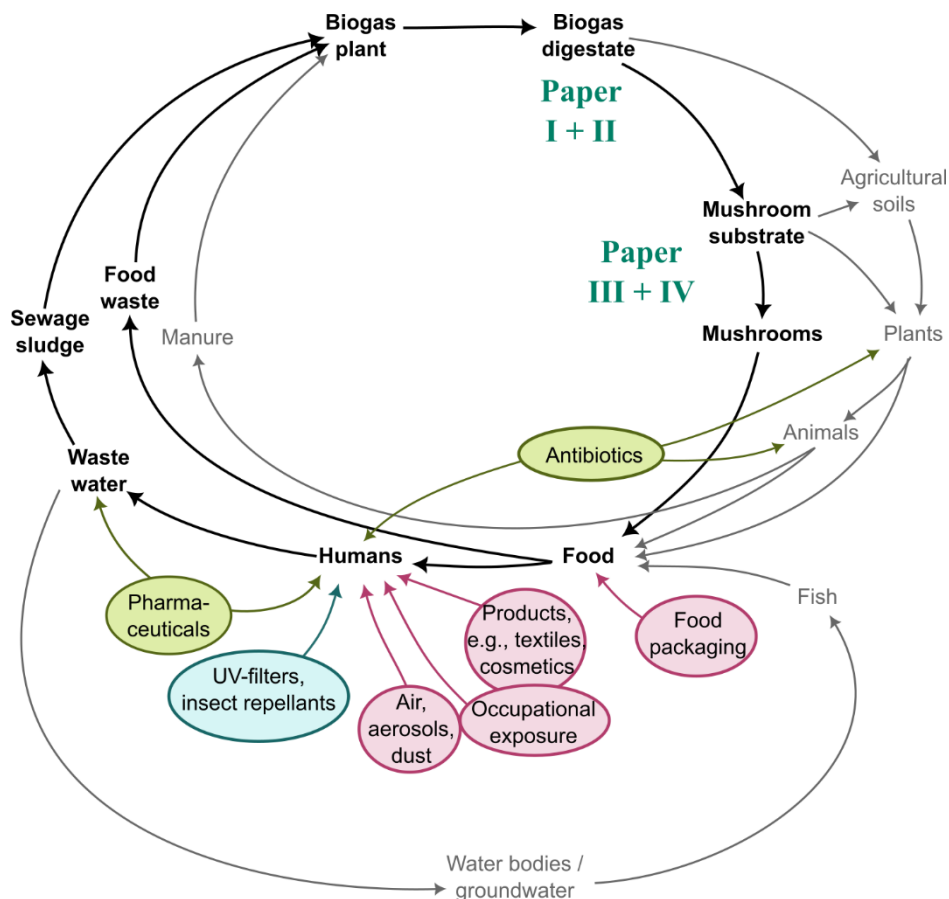 Biogas
plant
Biogas
digestate
Paper
I + II
Agricultural
soils
Mushroom
substrate
Paper
III + IV
Food
waste
Sewage
sludge
Manure
Mushrooms
Plants
Animals
Antibiotics
Waste
water
Humans
Food
Fish
Pharma-
ceuticals
Products,
e.g., textiles,
cosmetics
Food
packaging
UV-filters,
insect repellants
Air,
aerosols,
dust
Occupational
exposure
Water bodies /
groundwater